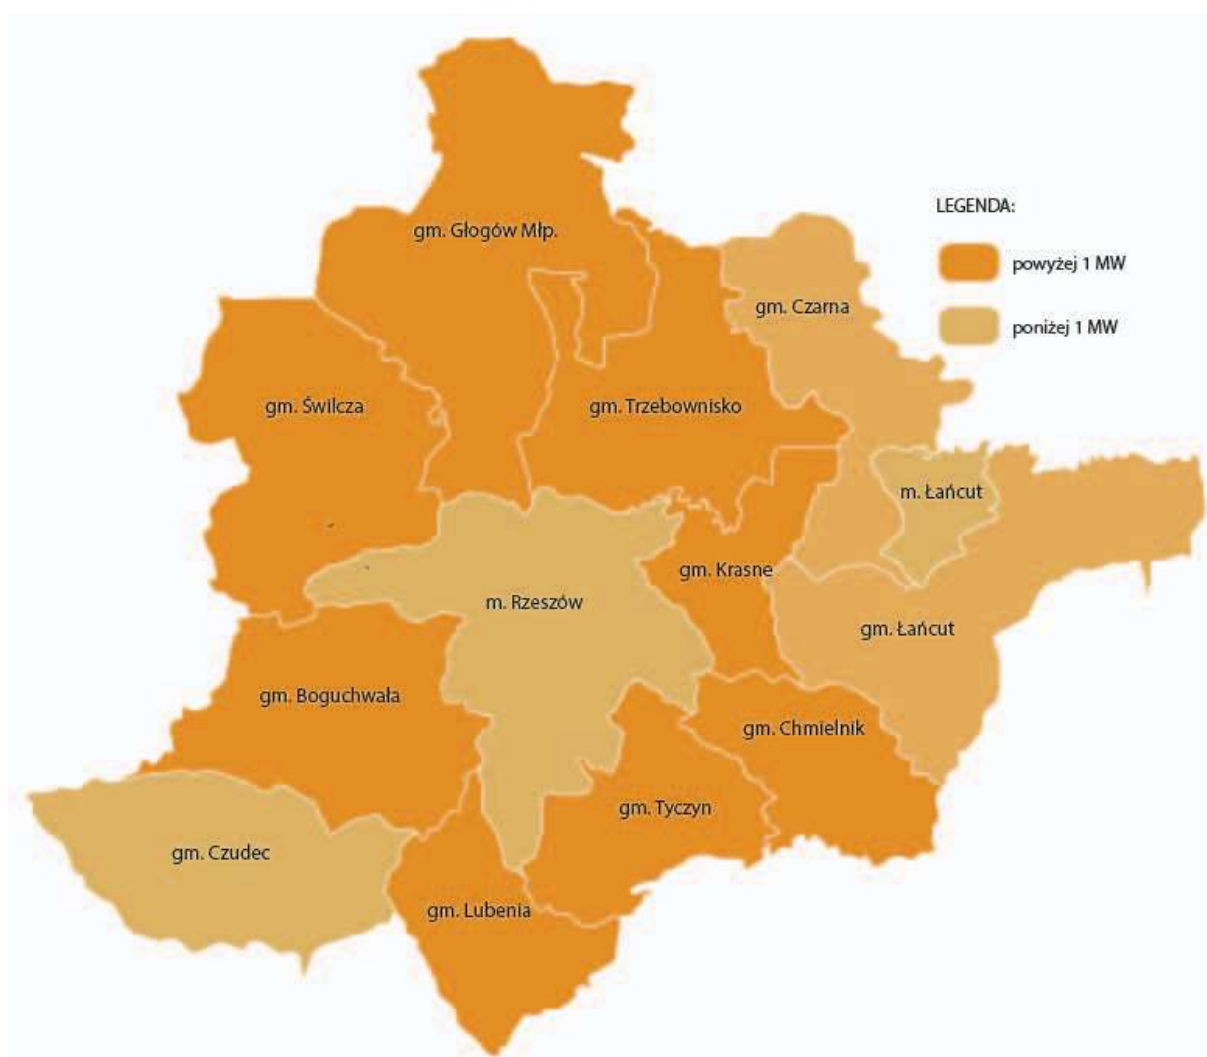 LEGENDA:
powyżej 1 MW
poniżej 1 MW
gm. Głogów Młp.
gm. Czarna
gm. Świlcza
gm. Trzebownisko
m. Łańcut
gm. Krasne
m. Rzeszów
gm. Łańcut
gm. Boguchwała
gm. Chmielnik
gm. Tyczyn
gm. Czudec
gm. Lubenia